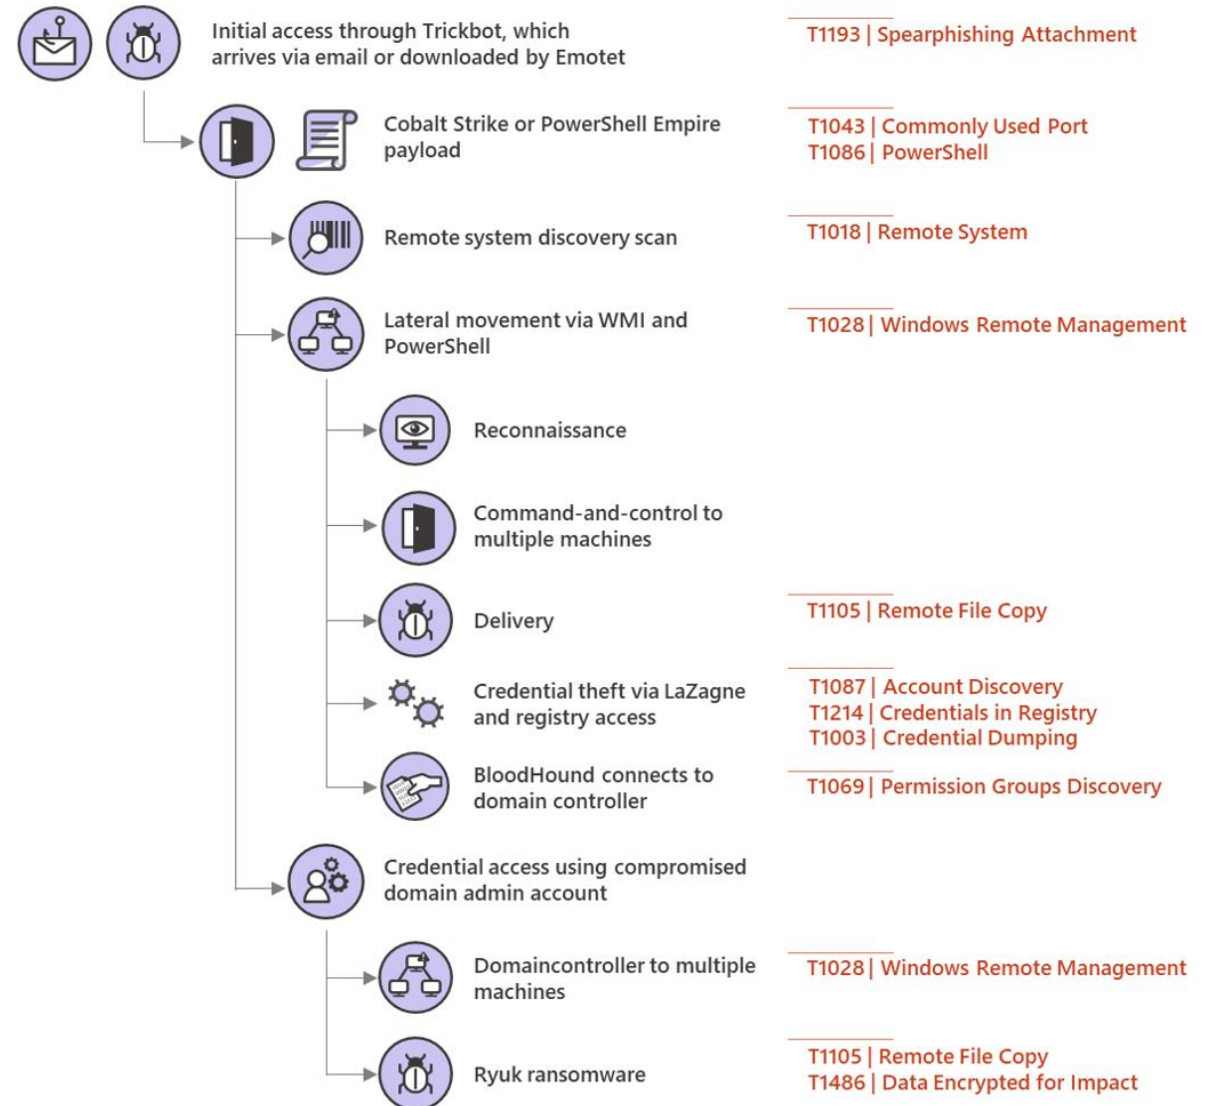 Initial access through Trickbot, which
arrives via email or downloaded by Emotet
T1193 | Spearphishing Attachment
Cobalt Strike or PowerShell Empire
payload
T1043 | Commonly Used Port
T1086 | PowerShell
Remote system discovery scan
T1018 | Remote System
Lateral movement via WMI and
PowerShell
T1028 | Windows Remote Management
Reconnaissance
Command-and-control to
multiple machines
Delivery
T1105 | Remote File Copy
Credential theft via LaZagne
and registry access
T1087 | Account Discovery
T1214 | Credentials in Registry
T1003 | Credential Dumping
BloodHound connects to
domain controller
T1069 | Permission Groups Discovery
Credential access using compromised
domain admin account
Domaincontroller to multiple
machines
T1028 | Windows Remote Management
Ryuk ransomware
T1105 | Remote File Copy
T1486 | Data Encrypted for Impact